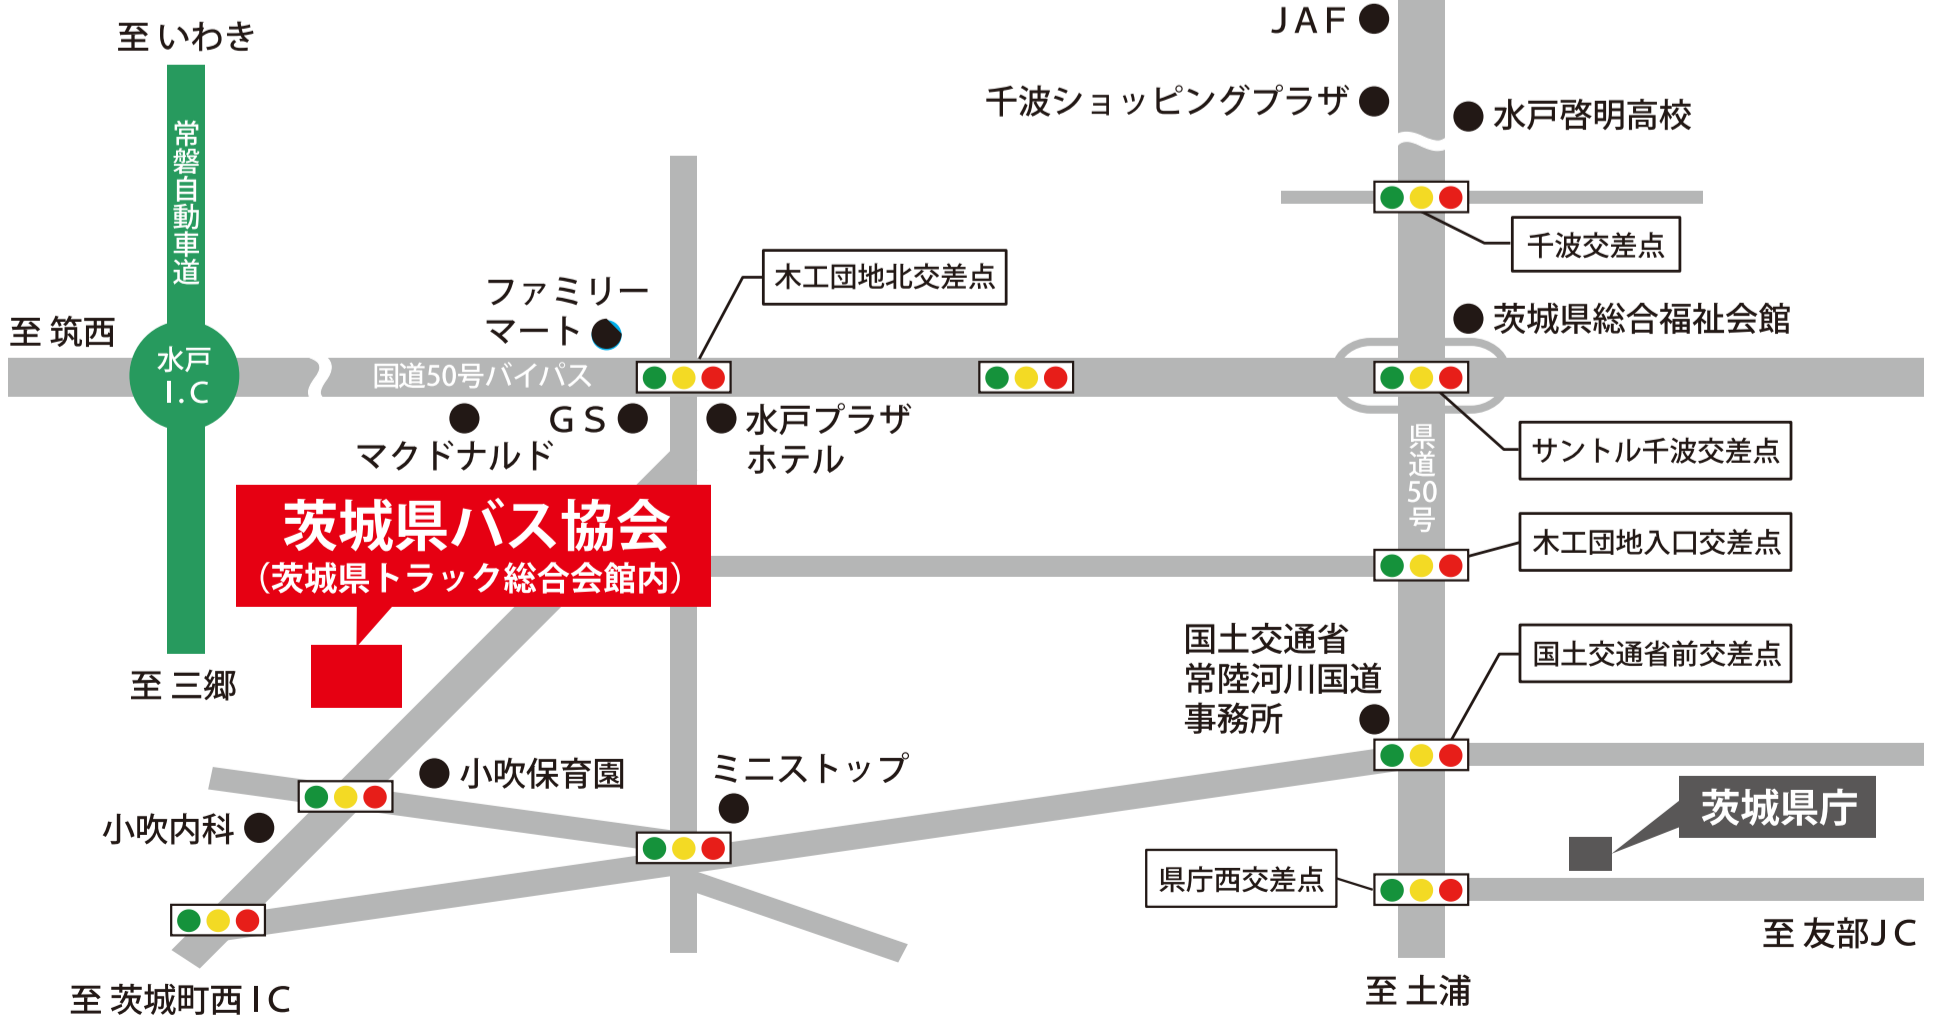 至 いわき
常磐自動車道
至 筑西
水戸
I.C
至 三郷
国道50号バイパス
ファミリー
マート
木工団地北交差点
マクドナルド
GS
水戸プラザ
ホテル
茨城県バス協会
（茨城県トラック総合会館内）
小吹保育園
小吹内科
ミニストップ
至 茨城町西IC
JAF
千波ショッピングプラザ
水戸啓明高校
千波交差点
茨城県総合福祉会館
サントル千波交差点
県道50号
木工団地入口交差点
国土交通省
常陸河川国道
事務所
国土交通省前交差点
茨城県庁
県庁西交差点
至 友部JC
至 土浦